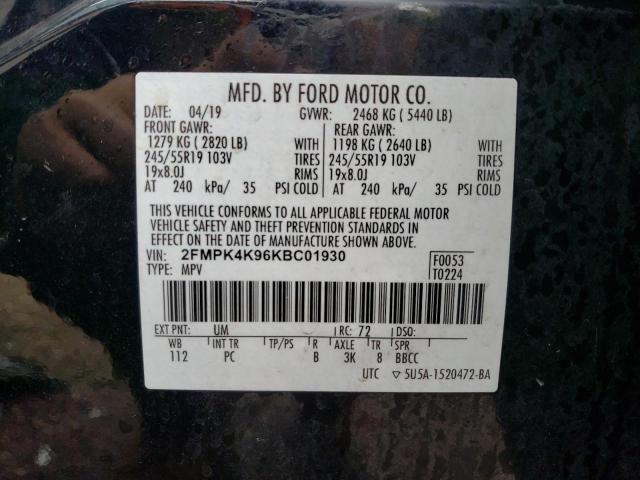 MFD. BY FORD MOTOR CO.
DATE: 04/19 GVWR: 2468 KG ( 5440 LB)
FRONT GAWR: REAR GAWR:
1279 KG ( 2820 LB) WITH 1198 KG ( 2640 LB) WITH
245/55R19 103V TIRES 245/55R19 103V TIRES
19x8.0J RIMS 19x8.0J RIMS
AT 240 kPa/ 35 PSI COLD AT 240 kPa/ 35 PSI COLD
THIS VEHICLE CONFORMS TO ALL APPLICABLE FEDERAL MOTOR
VEHICLE SAFETY AND THEFT PREVENTION STANDARDS IN
EFFECT ON THE DATE OF MANUFACTURE SHOWN ABOVE.
VIN: 2FMPK4K96KBC01930 F0053
TYPE: MPV T0224
EXT PNT: UM RC: 72 DSO:
WB INT TR TP/PS R AXLE TR SPR
112 PC B 3K 8 BBCC
UTC ▽ 5U5A-1520472-BA